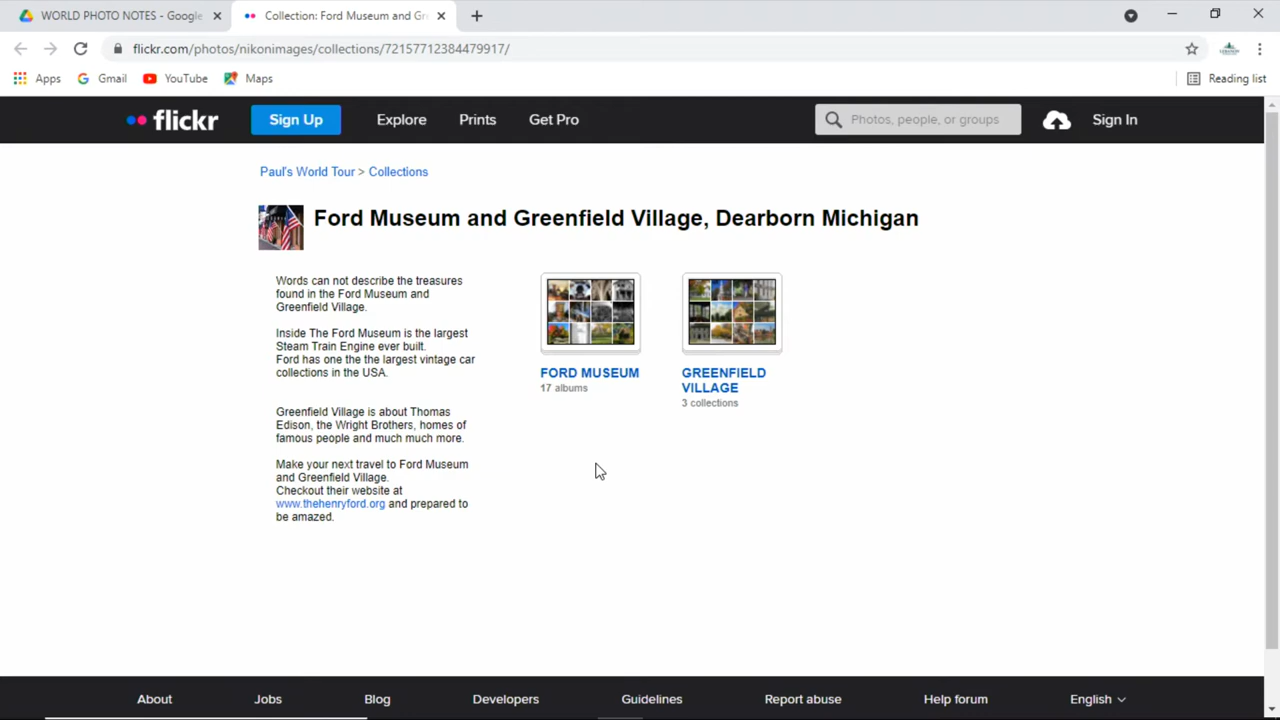 WORLD PHOTO NOTES - Google
Collection: Ford Museum and Gre
flickr.com/photos/nikonimages/collections/72157712384479917/
Apps
Gmail
YouTube
Maps
Reading list
flickr
Sign Up
Explore
Prints
Get Pro
Photos, people, or groups
Sign In
Paul's World Tour > Collections
Ford Museum and Greenfield Village, Dearborn Michigan
Words can not describe the treasures
found in the Ford Museum and
Greenfield Village.
Inside The Ford Museum is the largest
Steam Train Engine ever built.
Ford has one the the largest vintage car
collections in the USA.
Greenfield Village is about Thomas
Edison, the Wright Brothers, homes of
famous people and much much more.
Make your next travel to Ford Museum
and Greenfield Village.
Checkout their website at
www.thehenryford.org and prepared to
be amazed.
FORD MUSEUM
17 albums
GREENFIELD
VILLAGE
3 collections
About
Jobs
Blog
Developers
Guidelines
Report abuse
Help forum
English